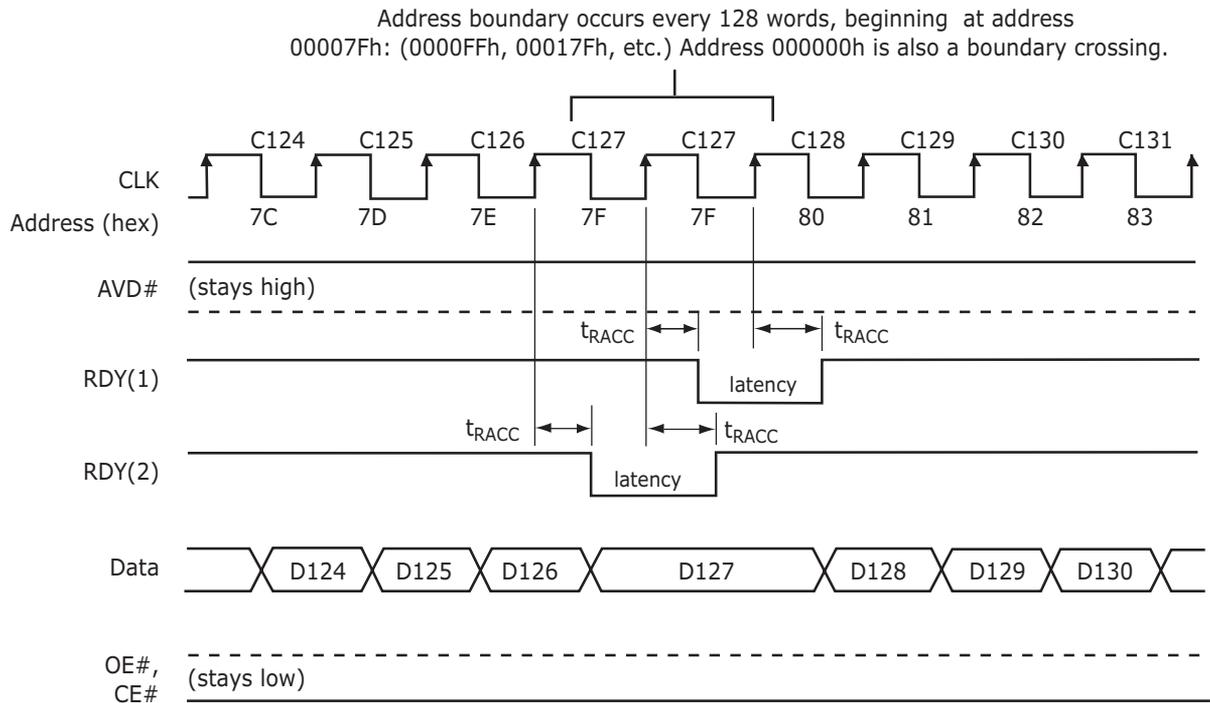 Address boundary occurs every 128 words, beginning at address
00007Fh: (0000FFh, 00017Fh, etc.) Address 000000h is also a boundary crossing.
C124 C125 C126 C127 C127 C128 C129 C130 C131
CLK
Address (hex) 7C 7D 7E 7F 7F 80 81 82 83
AVD# (stays high)
tRACC tRACC
RDY(1) latency
tRACC tRACC
RDY(2) latency
Data D124 D125 D126 D127 D128 D129 D130
OE#,
CE# (stays low)